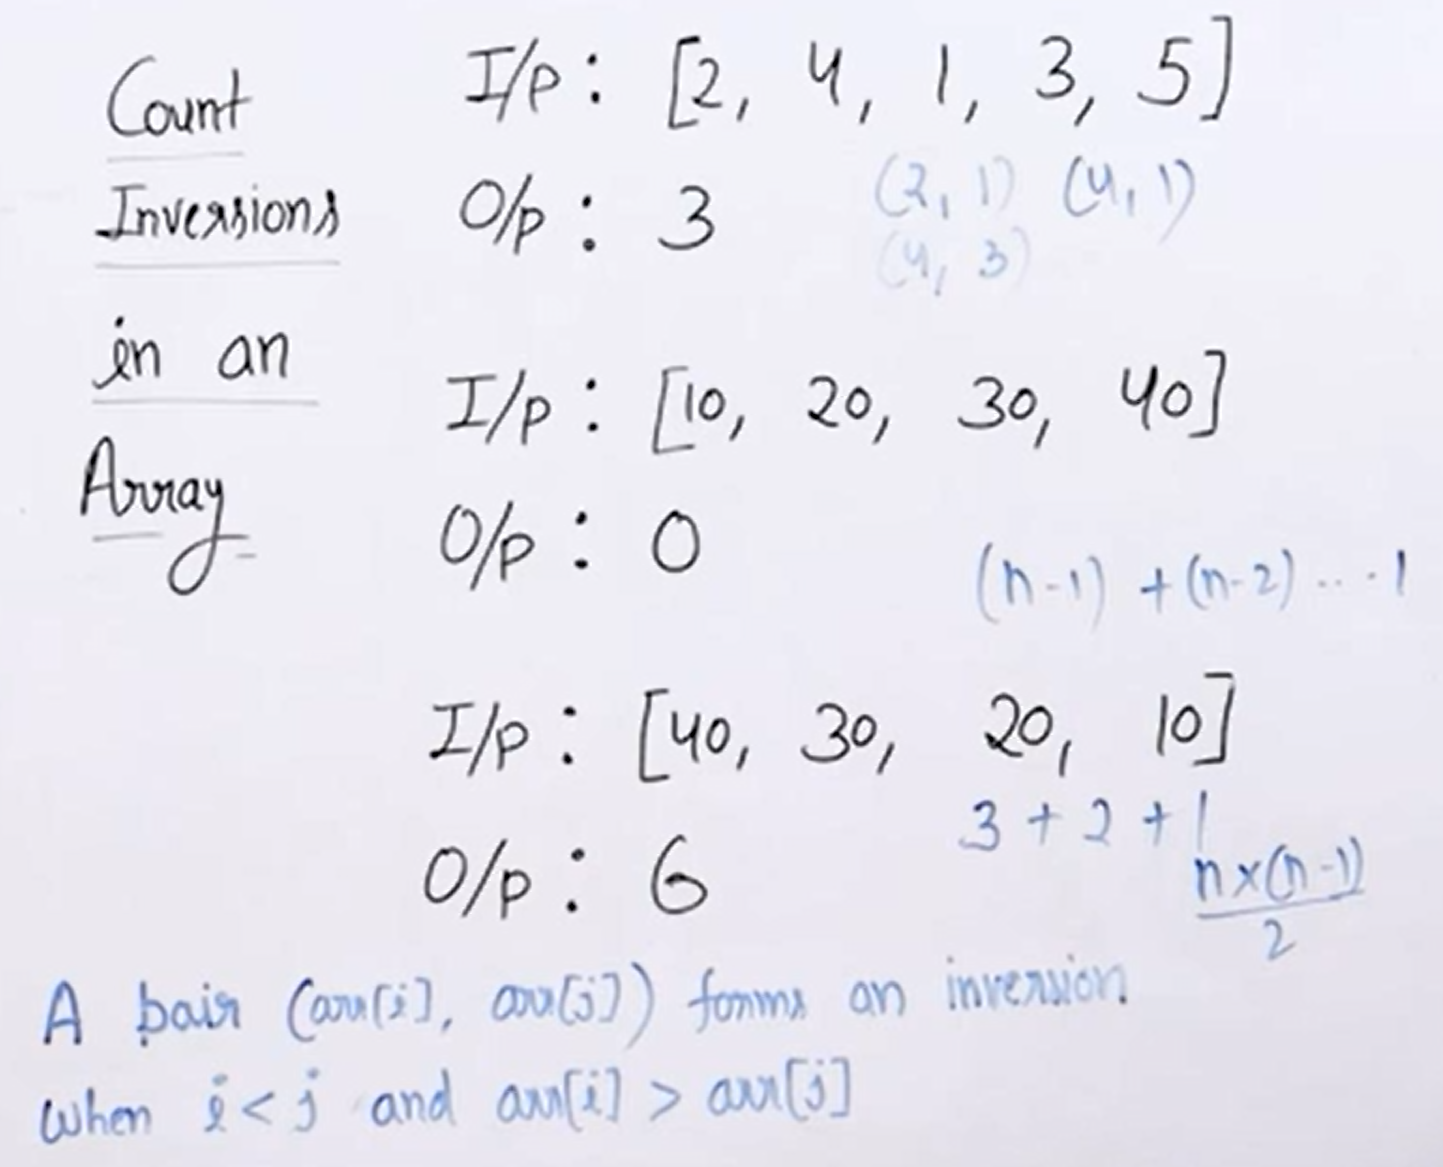 Count
Inversions
in an
Array
I/p : [2, 4, 1, 3, 5]
O/p : 3
(2, 1) (4, 1)
(4, 3)
I/p : [10, 20, 30, 40]
O/p : 0
(n-1) + (n-2) ... 1
I/p : [40, 30, 20, 10]
3 + 2 + 1
O/p : 6
n×(n-1)
2
A pair (arr[i], arr[j]) forms an inversion
when i < j and arr[i] > arr[j]